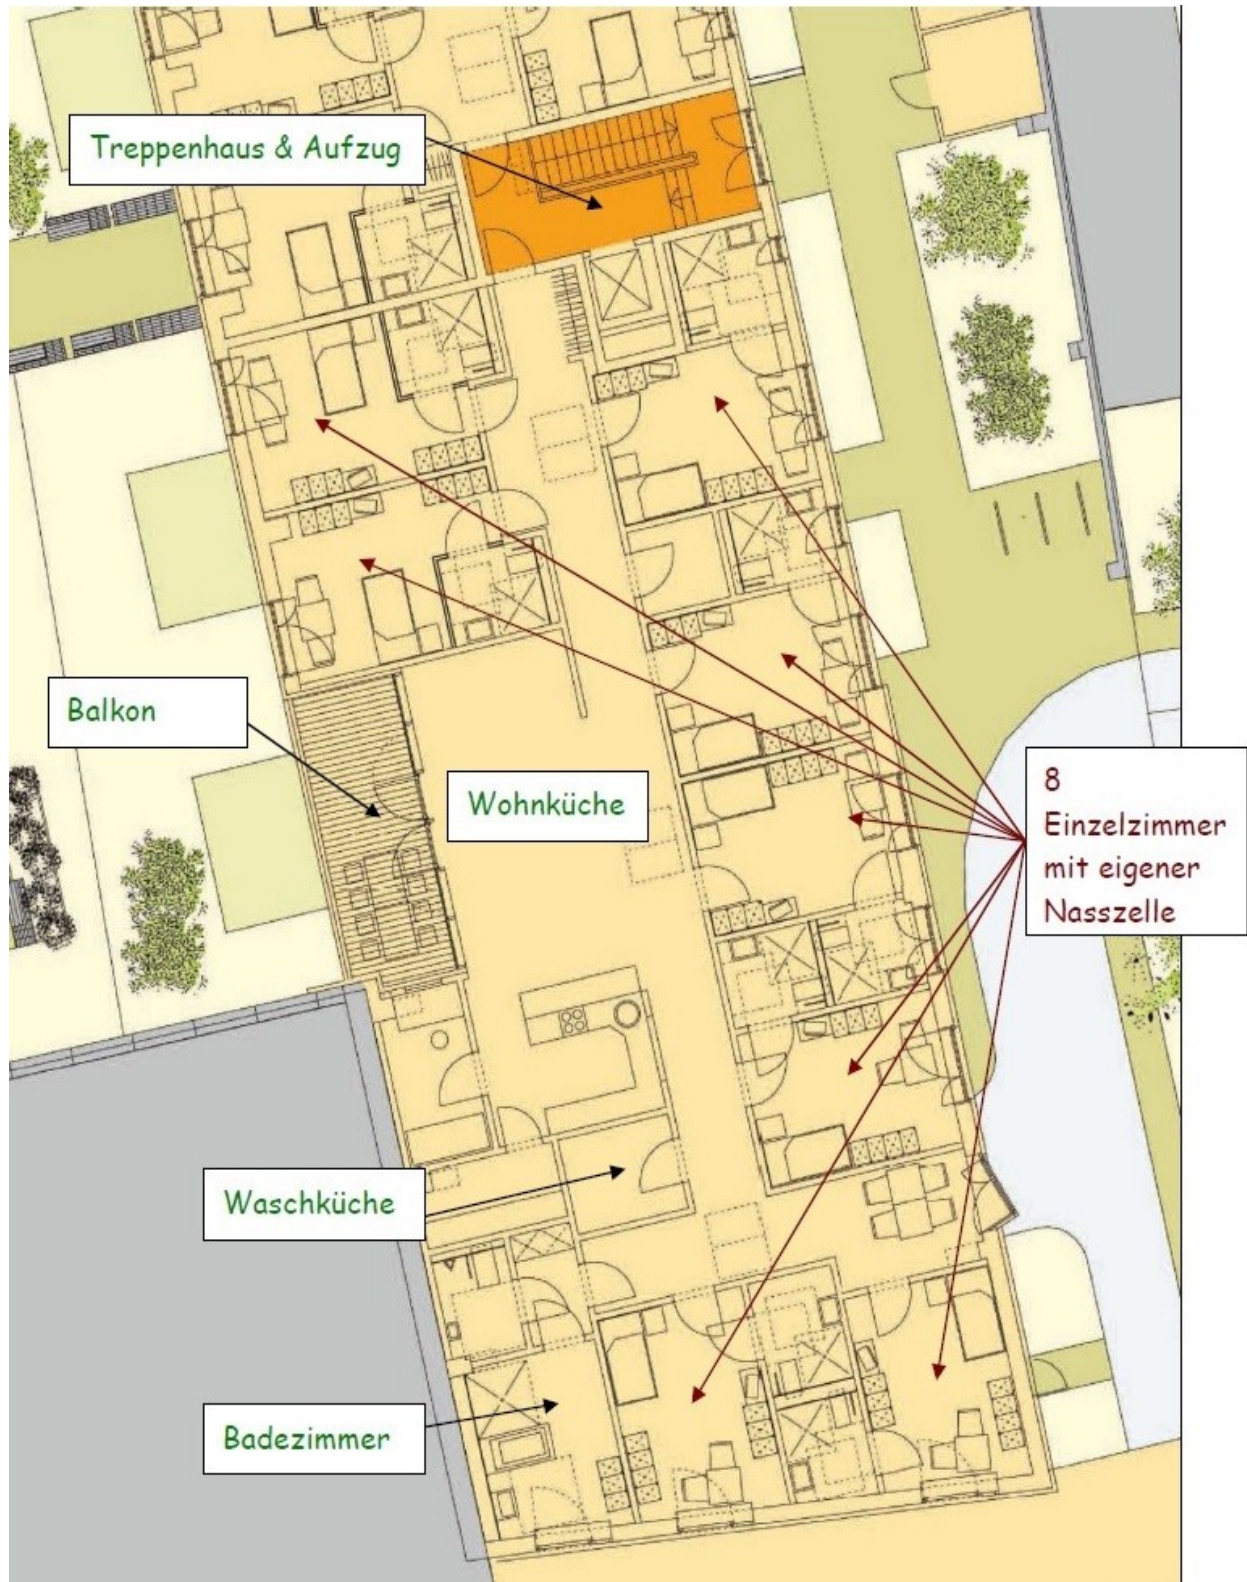 Treppenhaus & Aufzug
Balkon
Wohnküche
8
Einzelzimmer
mit eigener
Nasszelle
Waschküche
Badezimmer